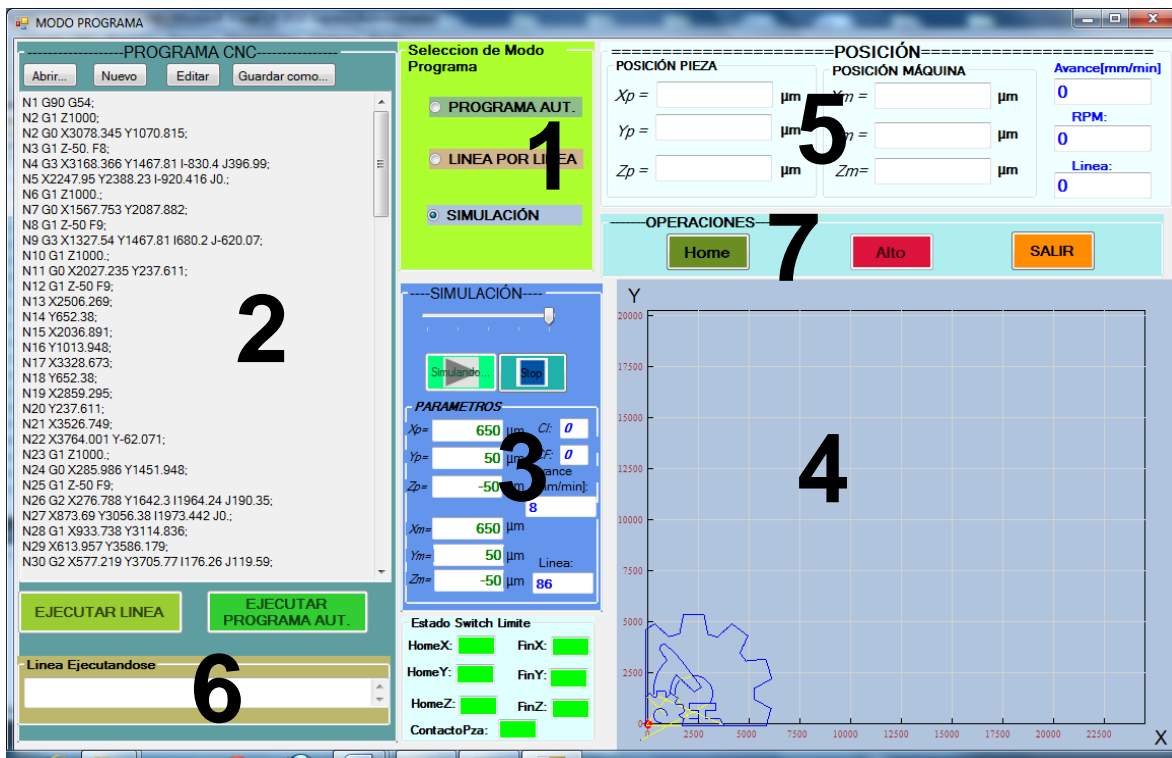 MODO PROGRAMA
PROGRAMA CNC
Abrir... Nuevo Editar Guardar como...
N1 G90 G54;
N2 G1 Z1000;
N2 G0 X3078.345 Y1070.815;
N3 G1 Z-50. F8;
N4 G3 X3168.366 Y1467.81 I-830.4 J396.99;
N5 X2247.95 Y2388.23 I-920.416 J0.;
N6 G1 Z1000.;
N7 G0 X1567.753 Y2087.882;
N8 G1 Z-50 F9;
N9 G3 X1327.54 Y1467.81 I680.2 J-620.07;
N10 G1 Z1000.;
N11 G0 X2027.235 Y237.611;
N12 G1 Z-50 F9;
N13 X2506.269;
N14 Y652.38;
N15 X2036.891;
N16 Y1013.948;
N17 X3328.673;
N18 Y652.38;
N19 X2859.295;
N20 Y237.611;
N21 X3526.749;
N22 X3764.001 Y-62.071;
N23 G1 Z1000.;
N24 G0 X285.986 Y1451.948;
N25 G1 Z-50 F9;
N26 G2 X276.788 Y1642.3 I1964.24 J190.35;
N27 X873.69 Y3056.38 I1973.442 J0.;
N28 G1 X933.738 Y3114.836;
N29 X613.957 Y3586.179;
N30 G2 X577.219 Y3705.77 I176.26 J119.59;
2
EJECUTAR LINEA
EJECUTAR
PROGRAMA AUT.
Linea Ejecutandose
6
Seleccion de Modo
Programa
PROGRAMA AUT.
LINEA POR LINEA
SIMULACIÓN
1
----SIMULACIÓN----
Simulando... Stop
PARAMETROS
Xp= 650 µm CI: 0
Yp= 50 µm CF: 0
Zp= -50 µm
8
Xm= 650 µm
Ym= 50 µm Linea:
Zm= -50 µm 86
3
Estado Switch Limite
HomeX: FinX:
HomeY: FinY:
HomeZ: FinZ:
ContactoPza:
POSICIÓN
POSICIÓN PIEZA
Xp = µm
Yp = µm
Zp = µm
POSICIÓN MÁQUINA
µm
µm
Zm= µm
5
Avance[mm/min]
0
RPM:
0
Linea:
0
OPERACIONES
Home Alto SALIR
7
Y
20000
17500
15000
12500
10000
7500
5000
2500
0
4
2500 5000 7500 10000 12500 15000 17500 20000 22500
X